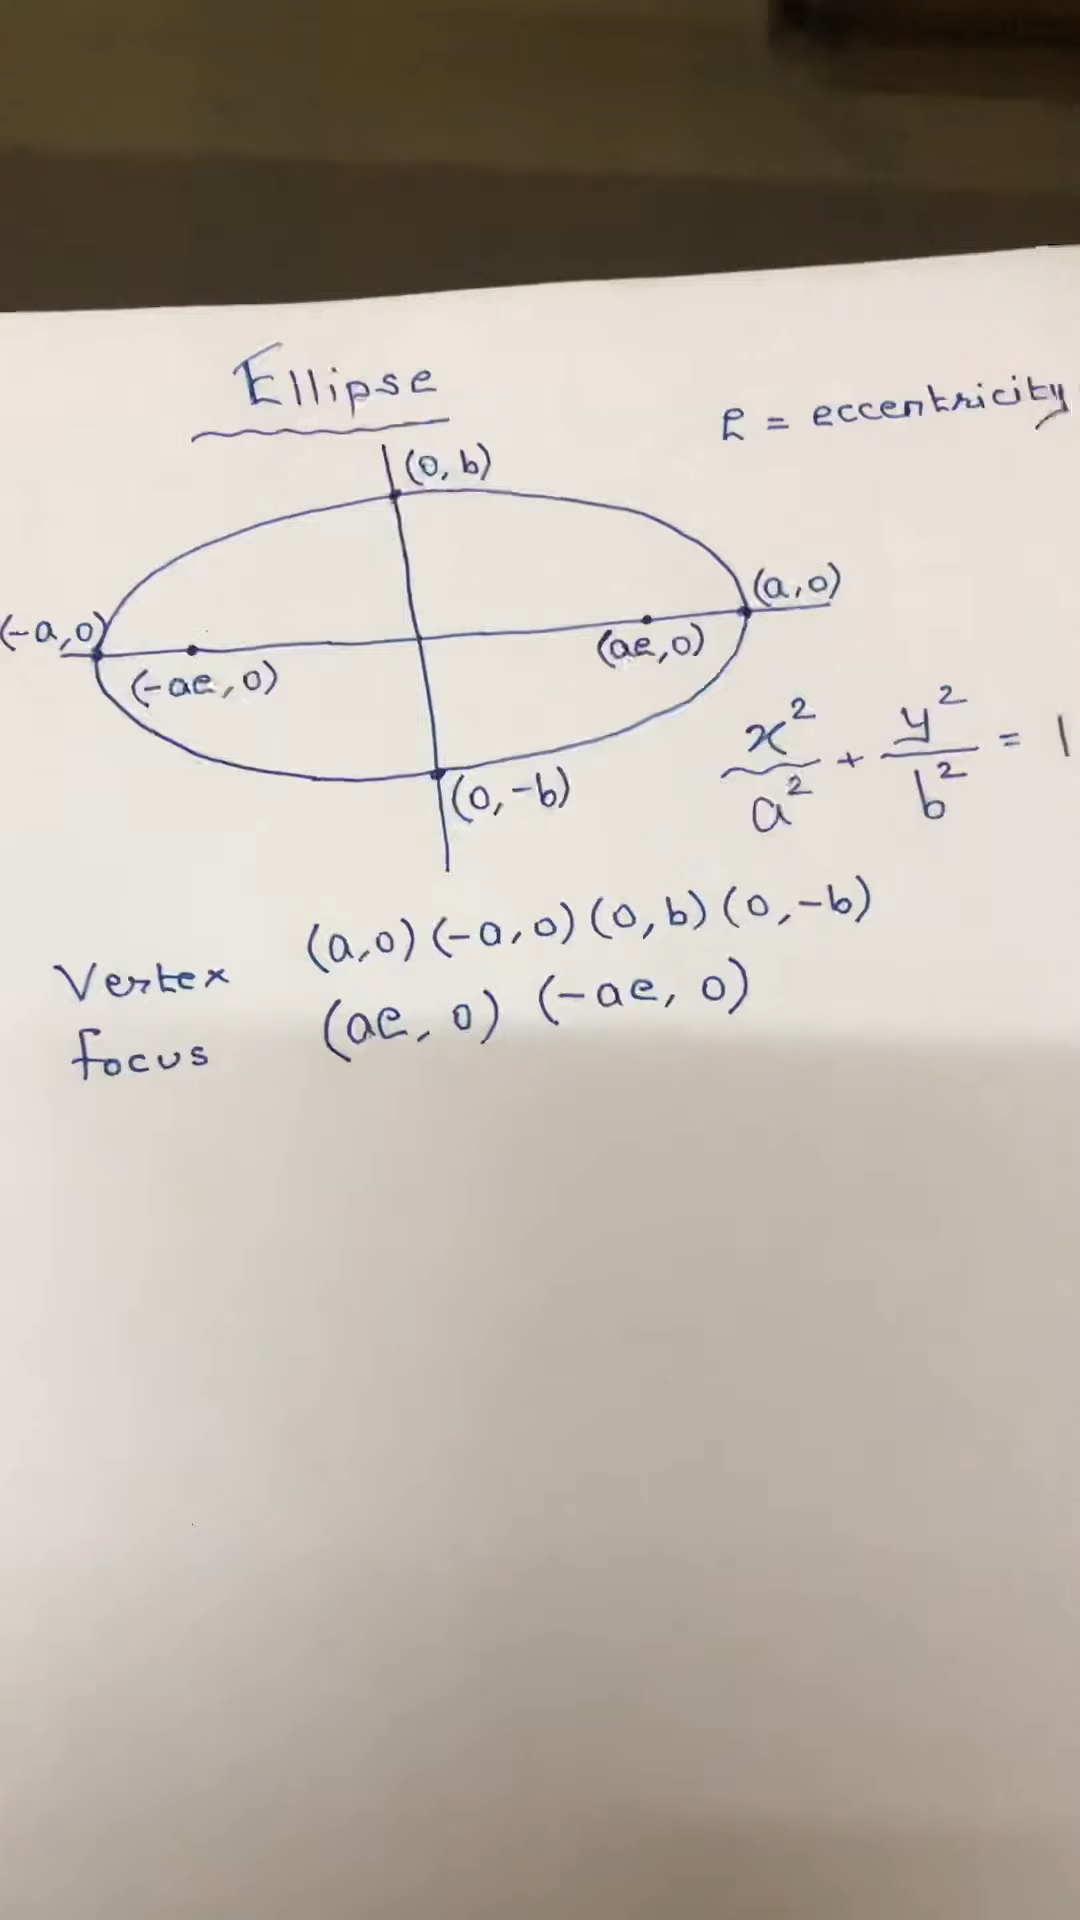 Ellipse
e = eccentricity
(0, b)
(a, 0)
(-a, 0)
(ae, 0)
(-ae, 0)
x² / a² + y² / b² = 1
(0, -b)
Vertex (a, 0) (-a, 0) (0, b) (0, -b)
focus (ae, 0) (-ae, 0)